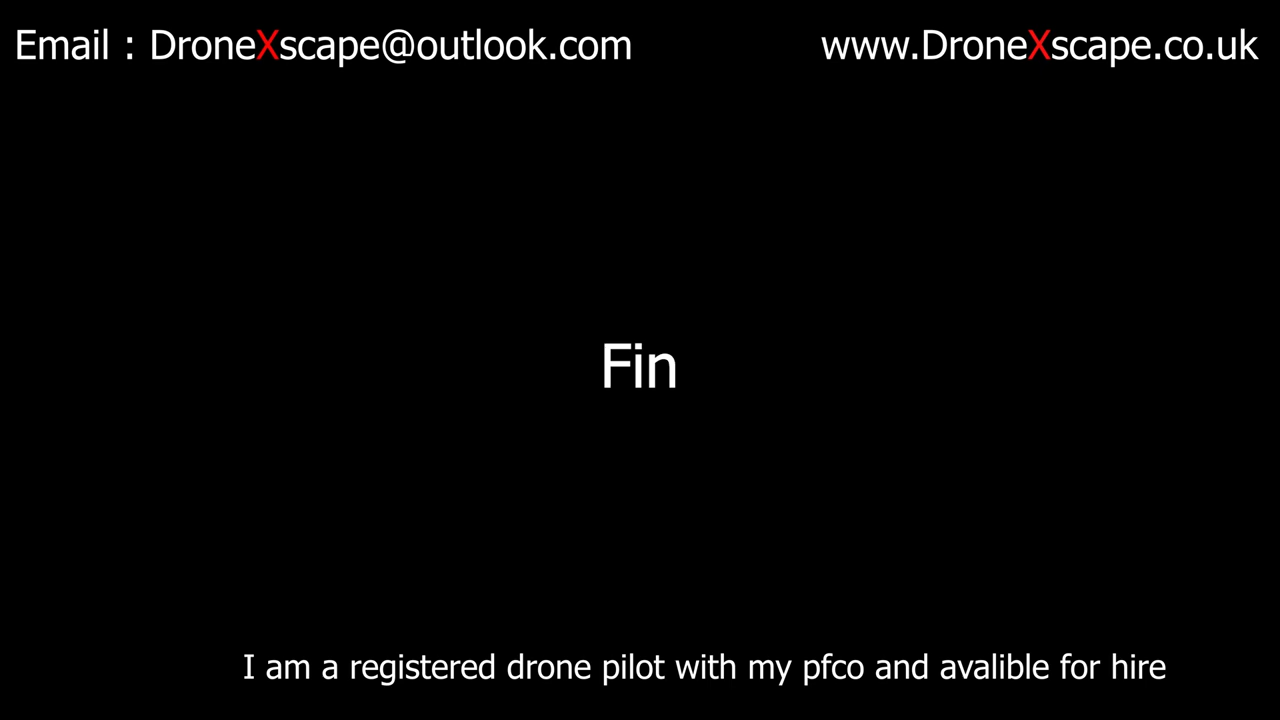 Email : DroneXscape@outlook.com
www.DroneXscape.co.uk
Fin
I am a registered drone pilot with my pfco and avalible for hire